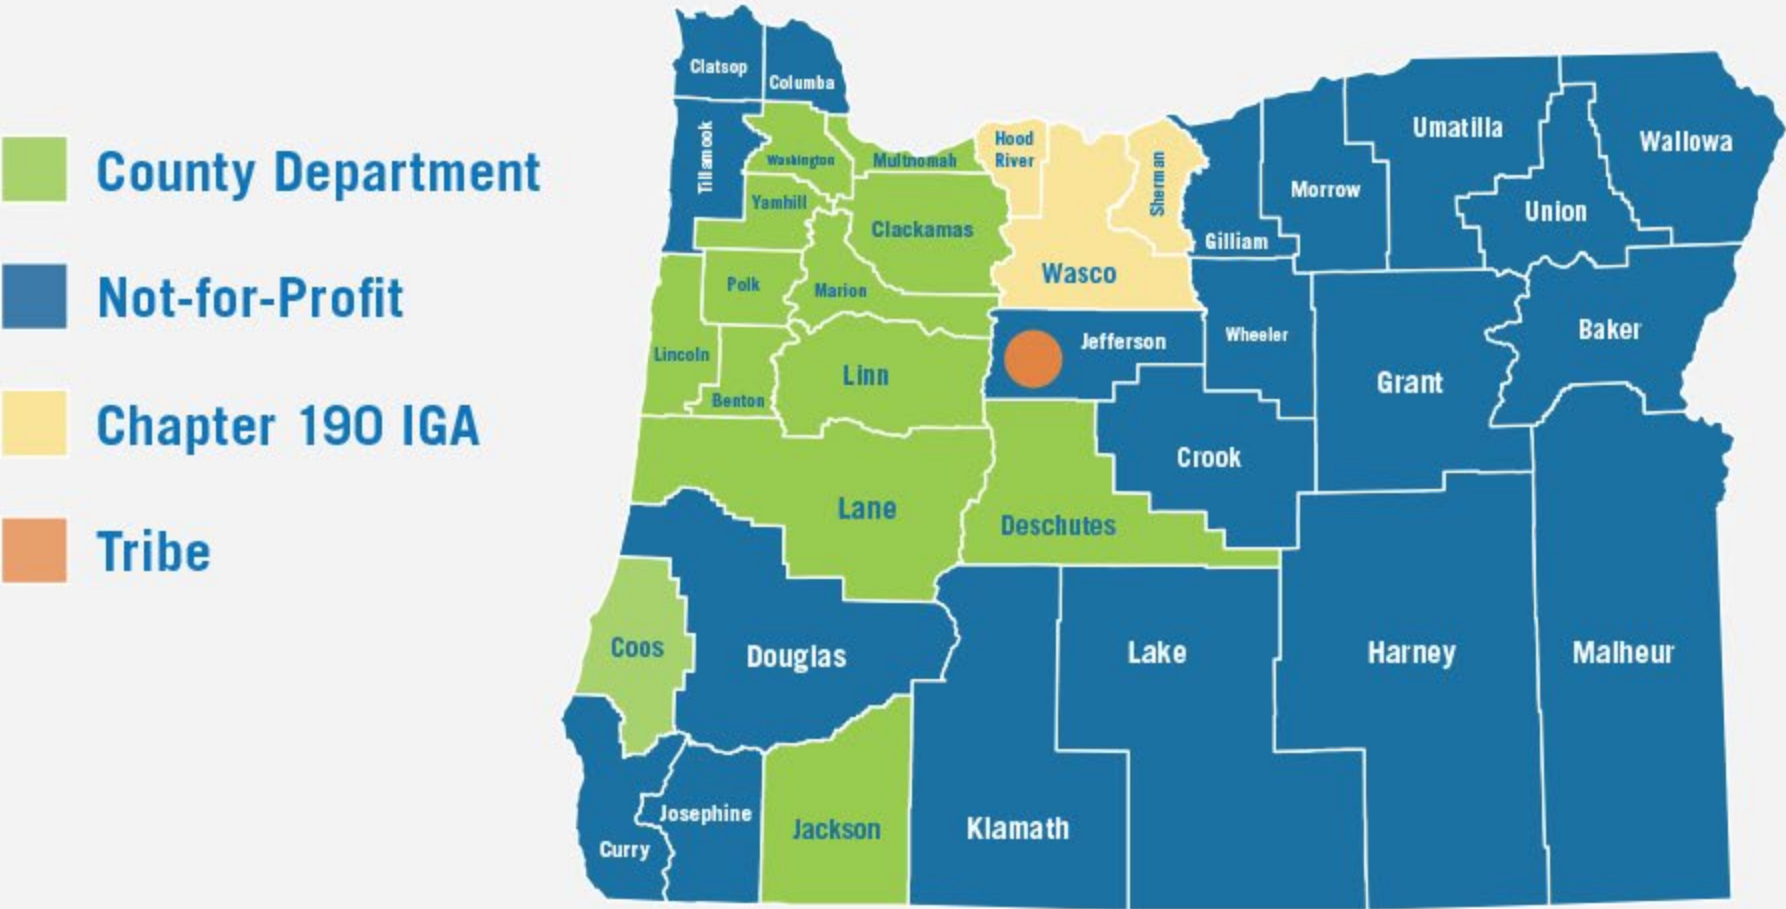 County Department
Not-for-Profit
Chapter 190 IGA
Tribe
Clatsop
Columba
Tillamook
Washington
Multnomah
Hood
River
Sherman
Yamhill
Clackamas
Wasco
Gilliam
Morrow
Umatilla
Union
Wallowa
Polk
Marion
Lincoln
Benton
Linn
Jefferson
Wheeler
Grant
Baker
Lane
Deschutes
Crook
Coos
Douglas
Lake
Harney
Malheur
Curry
Josephine
Jackson
Klamath